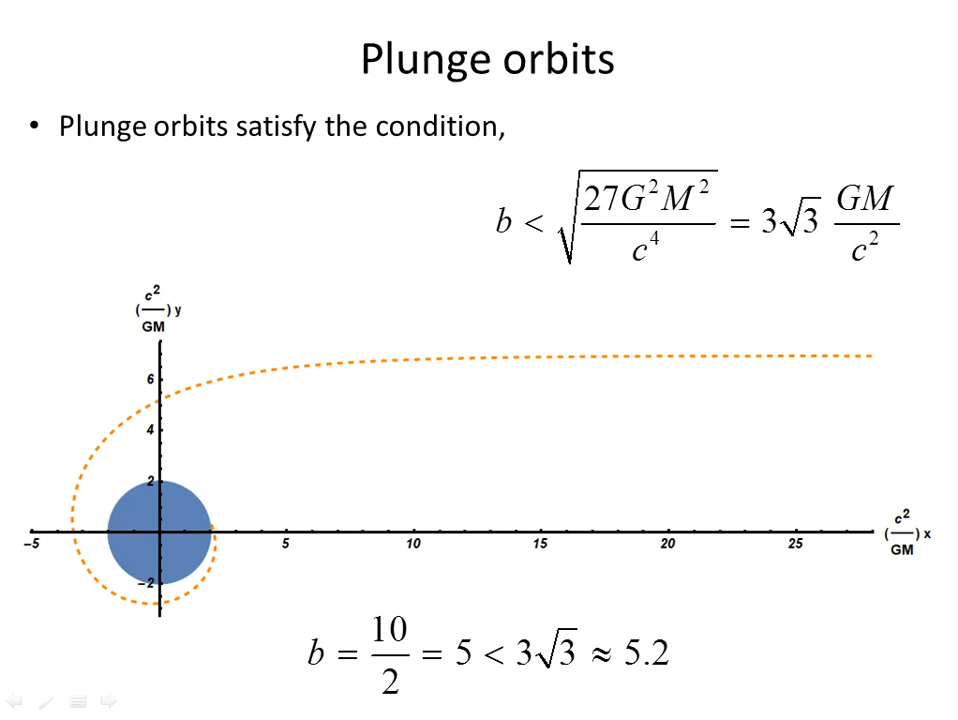 Plunge orbits
• Plunge orbits satisfy the condition,
b < √(27G²M²/c⁴) = 3√3 GM/c²
(c²/GM) y
6
4
2
−2
−5 5 10 15 20 25
(c²/GM) x
b = 10/2 = 5 < 3√3 ≈ 5.2